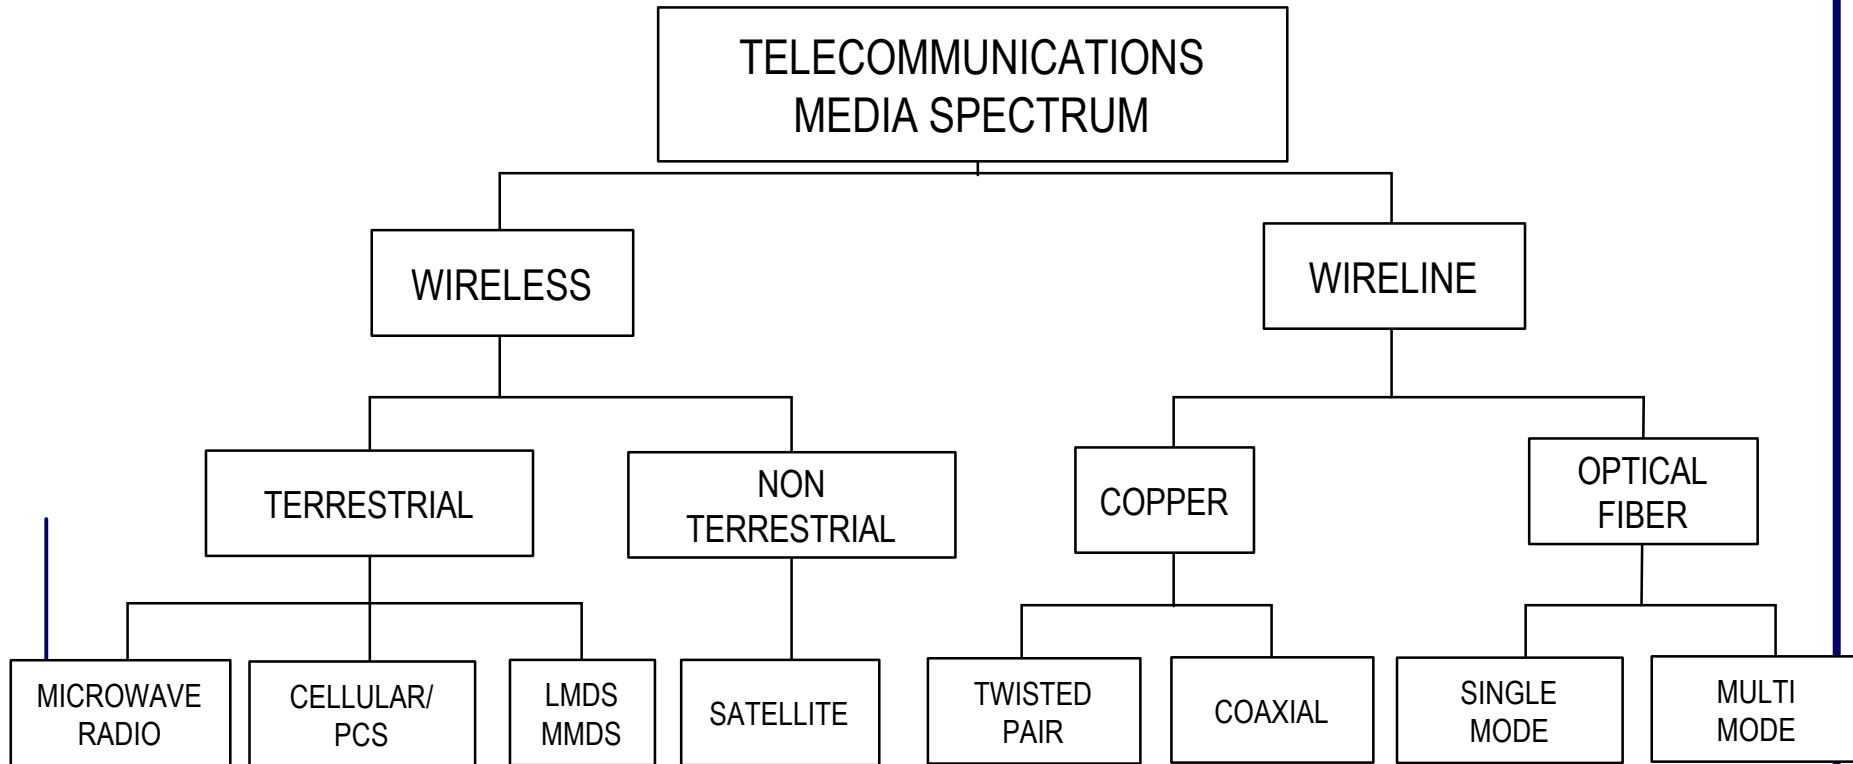 TELECOMMUNICATIONS
MEDIA SPECTRUM
WIRELESS
WIRELINE
TERRESTRIAL
NON
TERRESTRIAL
COPPER
OPTICAL
FIBER
MICROWAVE
RADIO
CELLULAR/
PCS
LMDS
MMDS
SATELLITE
TWISTED
PAIR
COAXIAL
SINGLE
MODE
MULTI
MODE